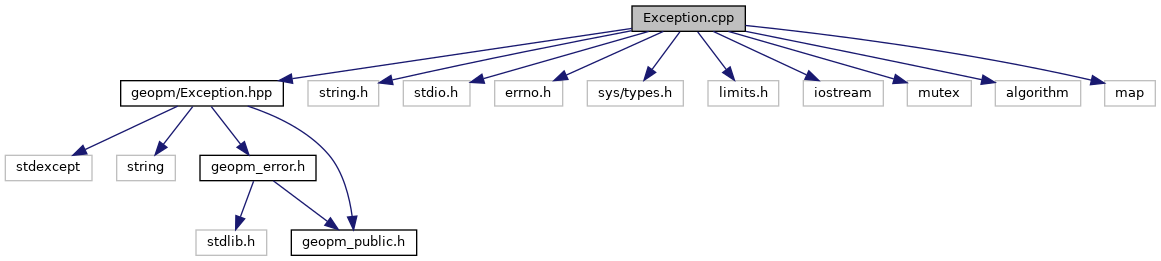 Exception.cpp
geopm/Exception.hpp
string.h
stdio.h
errno.h
sys/types.h
limits.h
iostream
mutex
algorithm
map
stdexcept
string
geopm_error.h
stdlib.h
geopm_public.h